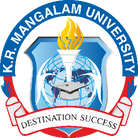 K.R. MANGALAM UNIVERSITY
DESTINATION SUCCESS